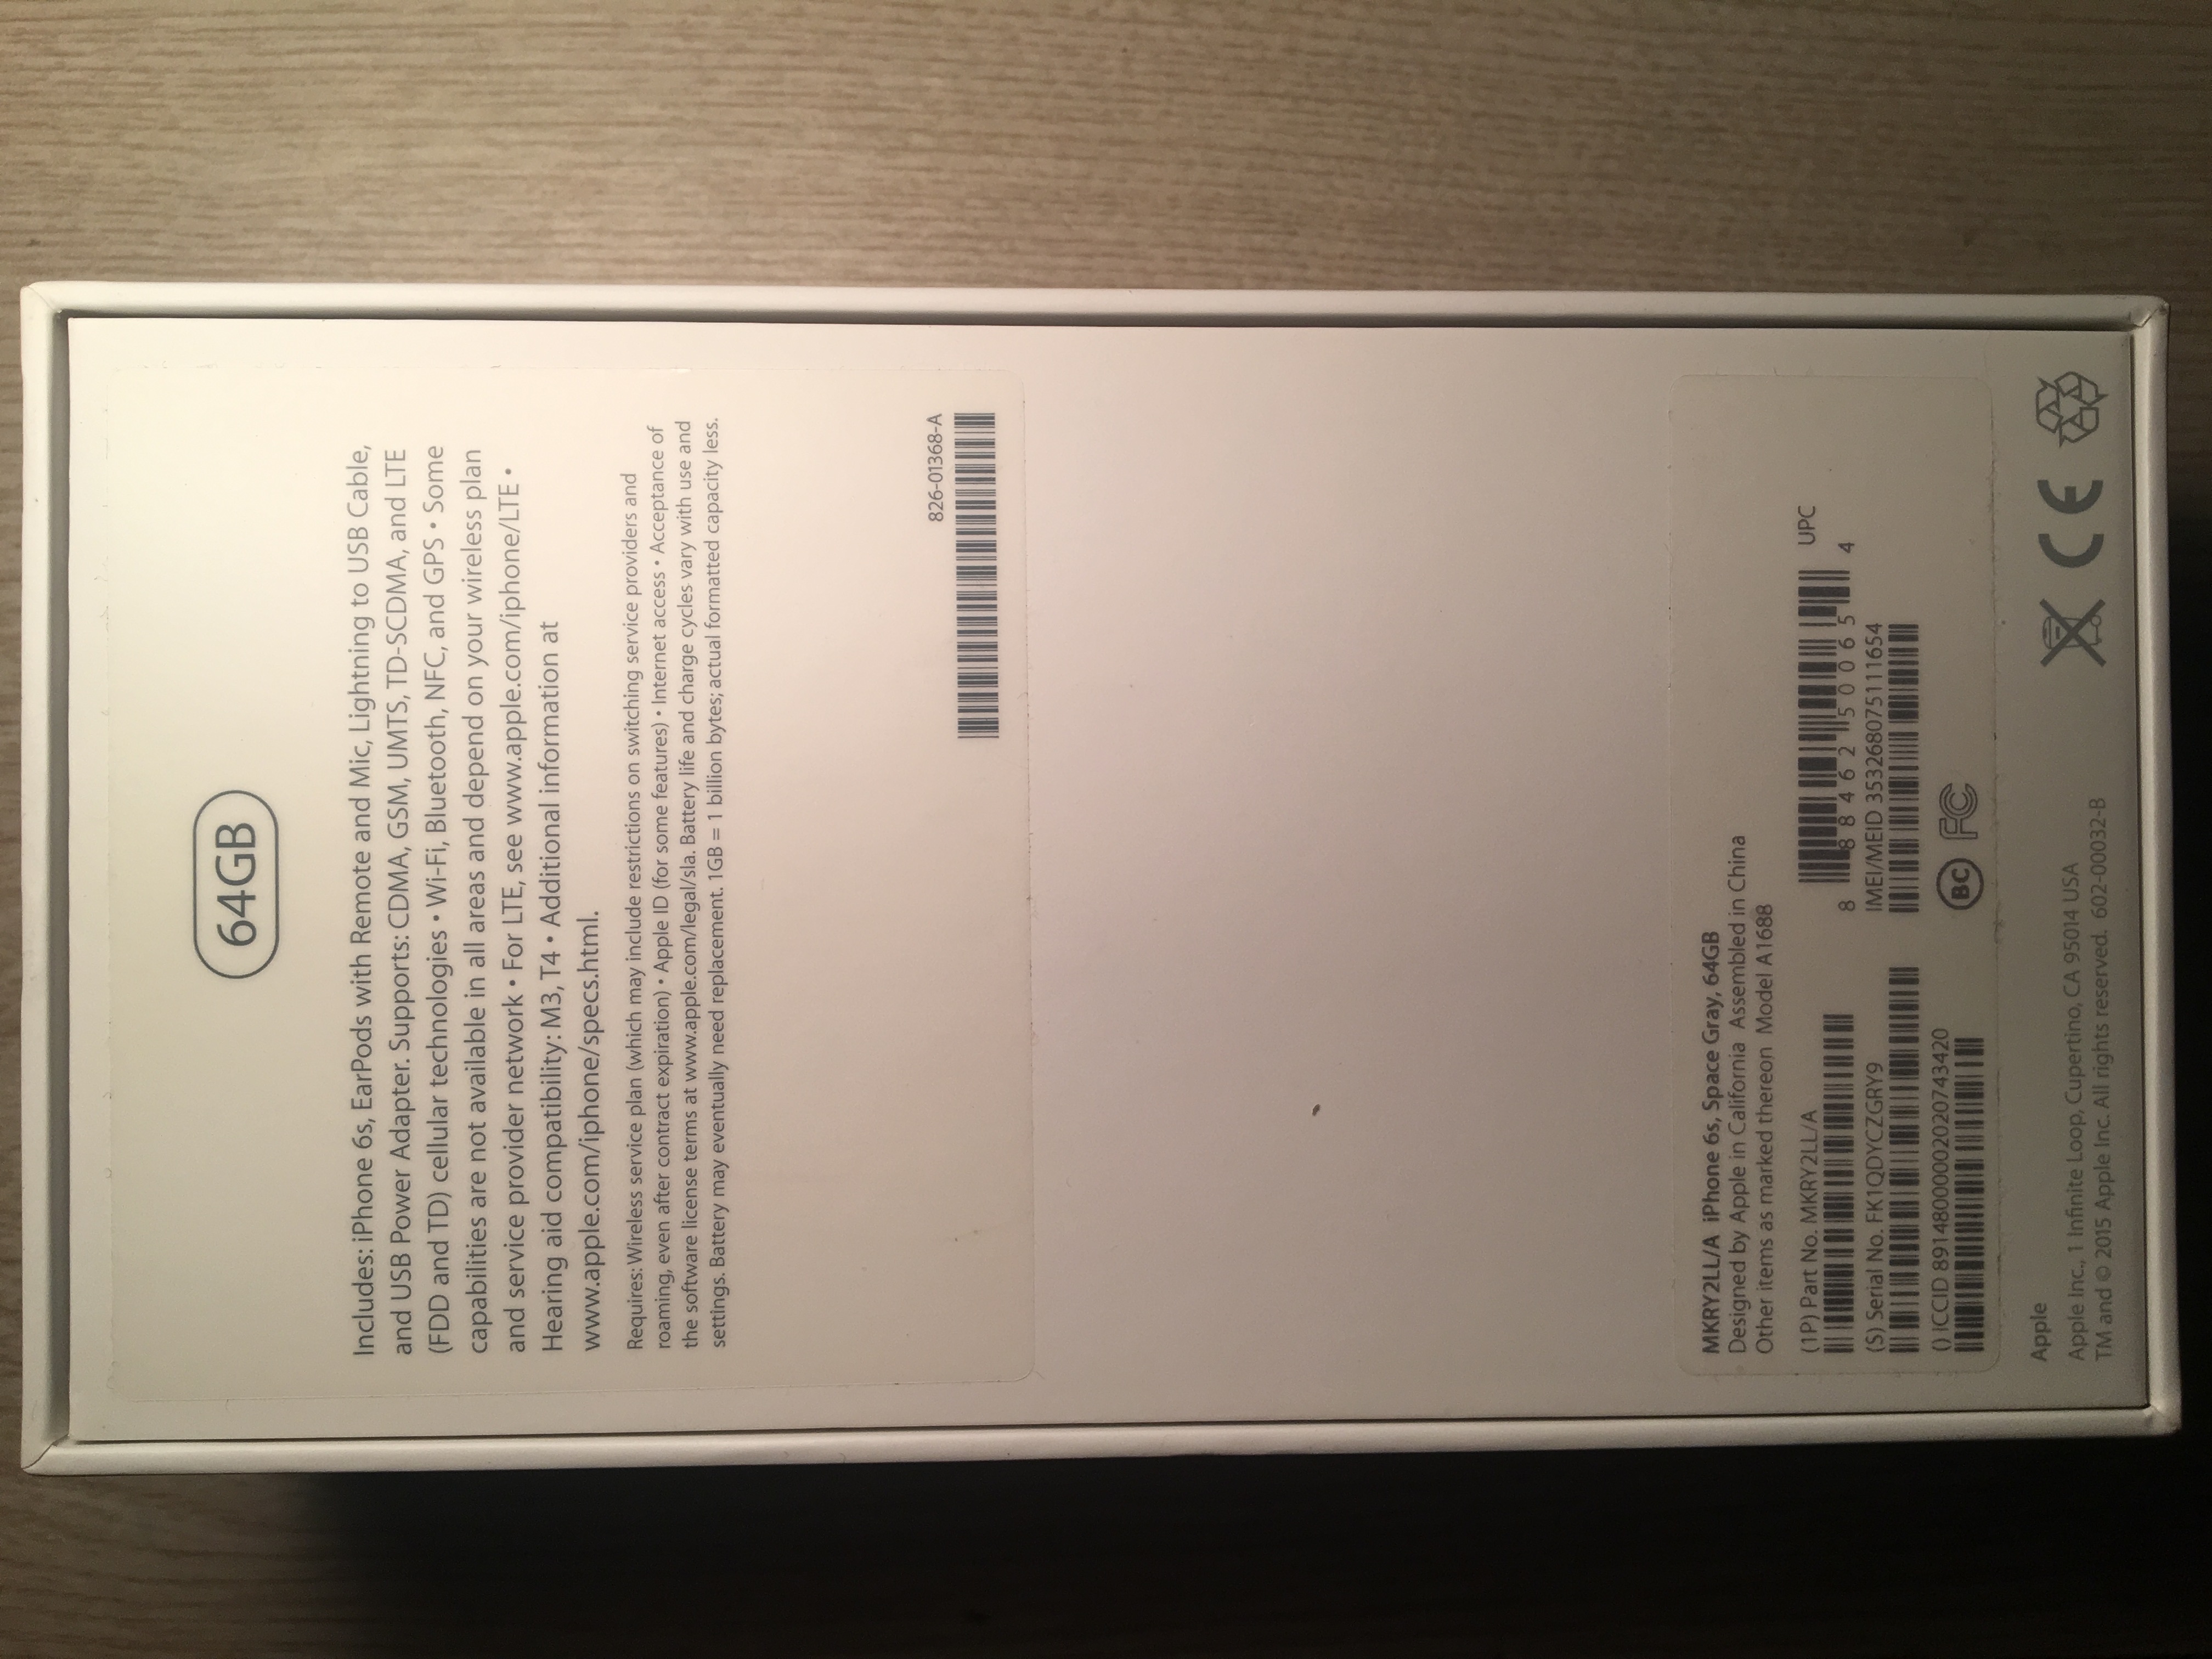 64GB
Includes: iPhone 6s, EarPods with Remote and Mic, Lightning to USB Cable,
and USB Power Adapter. Supports: CDMA, GSM, UMTS, TD-SCDMA, and LTE
(FDD and TD) cellular technologies • Wi-Fi, Bluetooth, NFC, and GPS • Some
capabilities are not available in all areas and depend on your wireless plan
and service provider network • For LTE, see www.apple.com/iphone/LTE •
Hearing aid compatibility: M3, T4 • Additional information at
www.apple.com/iphone/specs.html.
Requires: Wireless service plan (which may include restrictions on switching service providers and
roaming, even after contract expiration) • Apple ID (for some features) • Internet access • Acceptance of
the software license terms at www.apple.com/legal/sla. Battery life and charge cycles vary with use and
settings. Battery may eventually need replacement. 1GB = 1 billion bytes; actual formatted capacity less.
826-01368-A
MKRY2LL/A iPhone 6s, Space Gray, 64GB
Designed by Apple in California Assembled in China
Other items as marked thereon Model A1688
(1P) Part No. MKRY2LL/A
UPC
8 88462 50065 4
(S) Serial No. FK1QDYCZGRY9
IMEI/MEID 353268075111654
() ICCID 89148000002020743420
BC FC
Apple
Apple Inc., 1 Infinite Loop, Cupertino, CA 95014 USA
TM and © 2015 Apple Inc. All rights reserved. 602-00032-B
CE